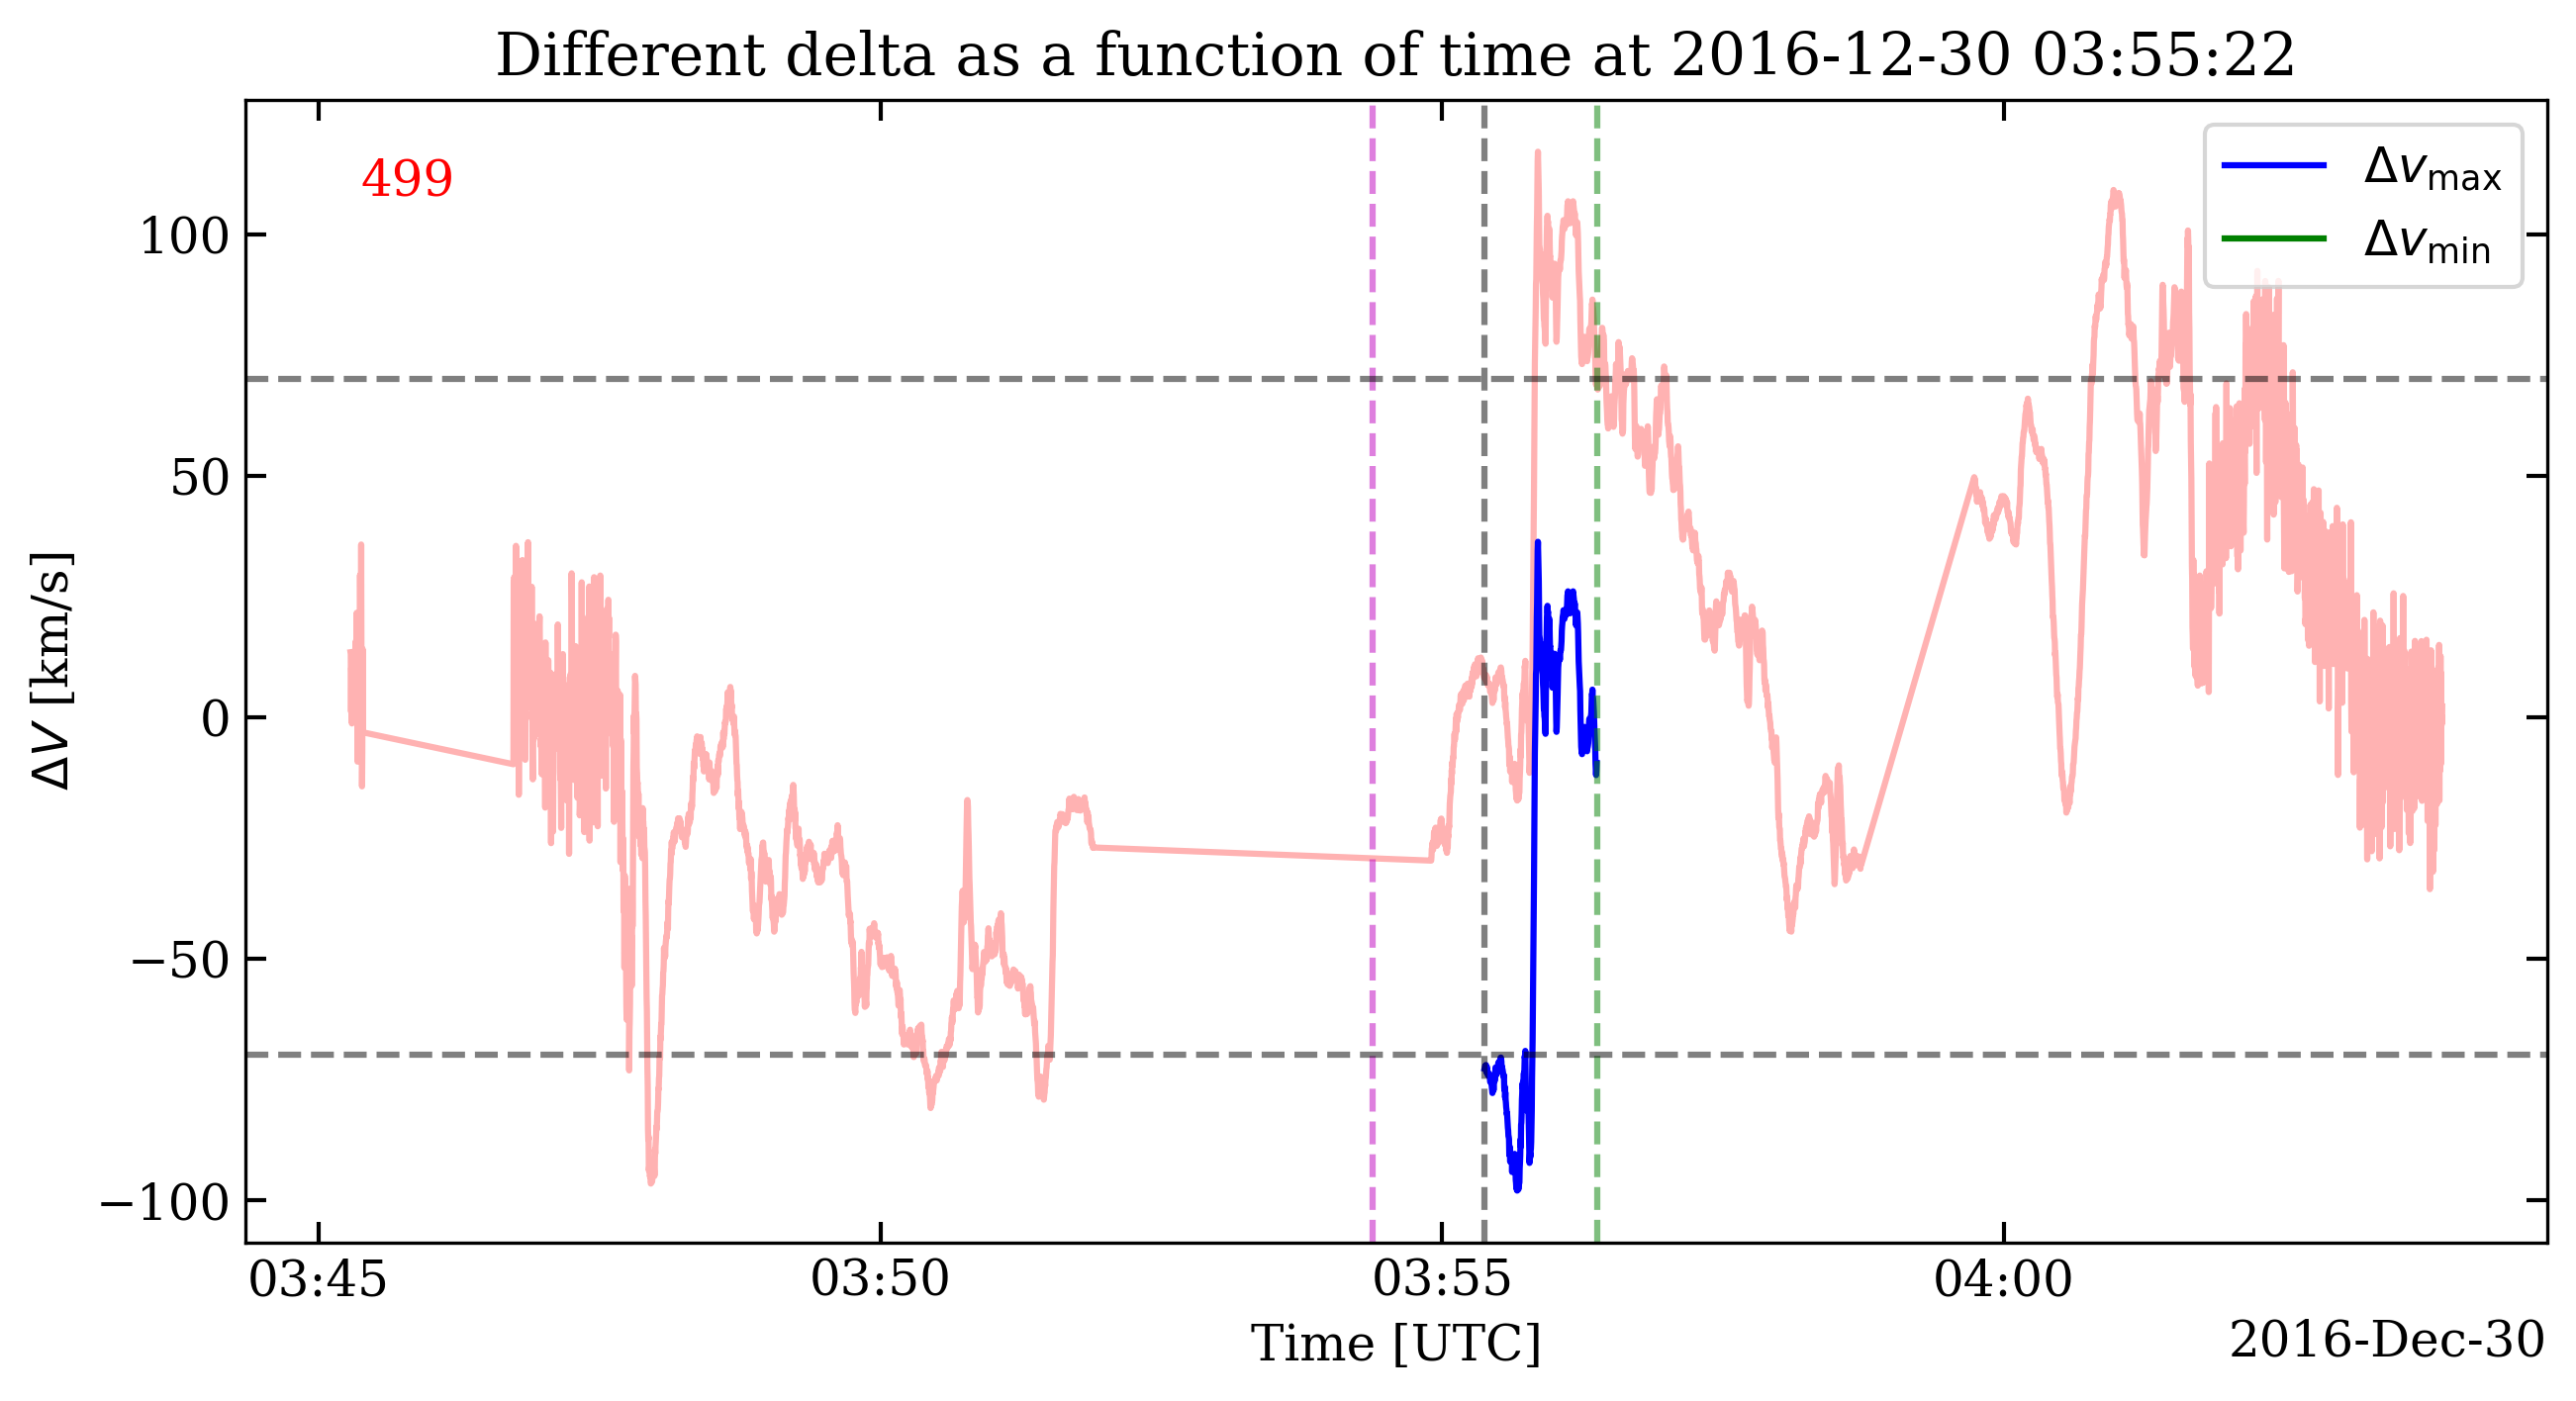 Different delta as a function of time at 2016-12-30 03:55:22
499
Δv_max
Δv_min
100
50
0
−50
−100
ΔV [km/s]
03:45 03:50 03:55 04:00
Time [UTC]
2016-Dec-30